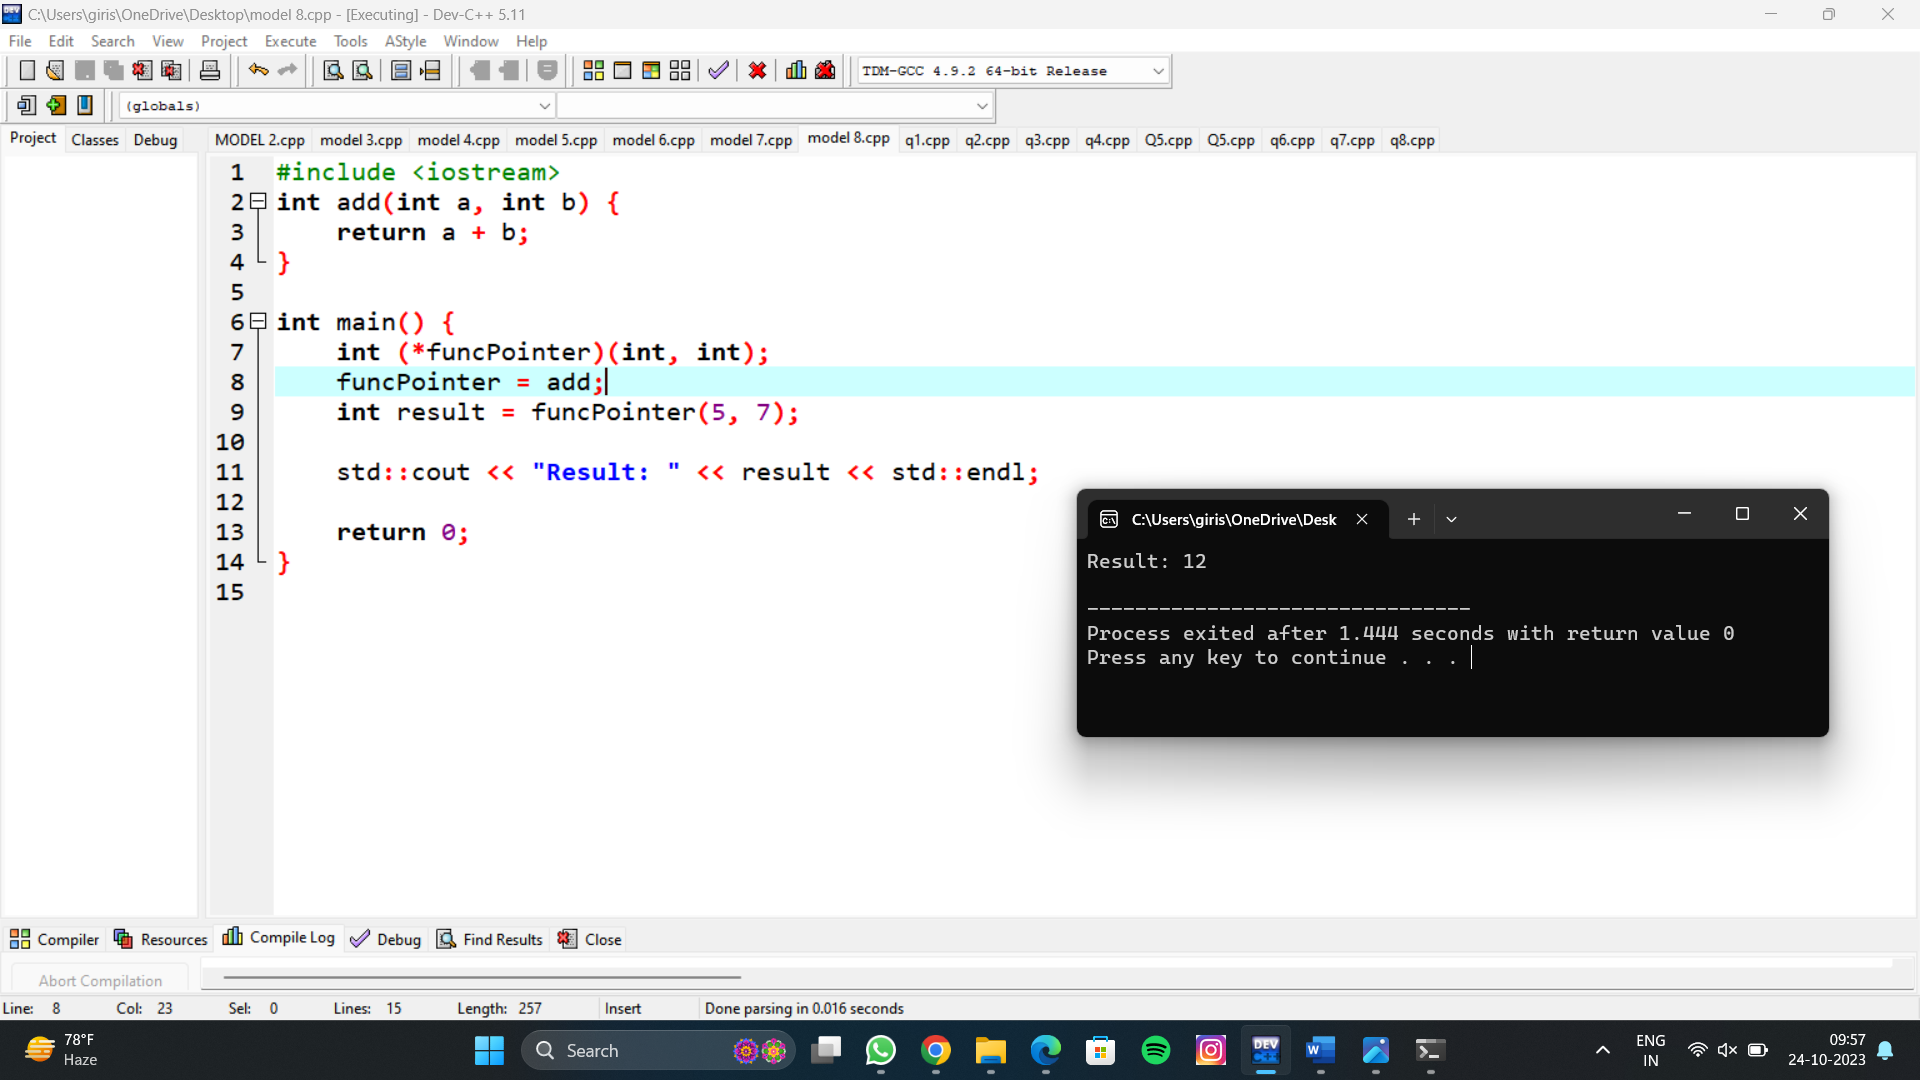 C:\Users\giris\OneDrive\Desktop\model 8.cpp - [Executing] - Dev-C++ 5.11
File Edit Search View Project Execute Tools AStyle Window Help
TDM-GCC 4.9.2 64-bit Release
(globals)
Project Classes Debug MODEL 2.cpp model 3.cpp model 4.cpp model 5.cpp model 6.cpp model 7.cpp model 8.cpp q1.cpp q2.cpp q3.cpp q4.cpp Q5.cpp Q5.cpp q6.cpp q7.cpp q8.cpp
1 #include <iostream>
2 int add(int a, int b) {
3     return a + b;
4 }
5
6 int main() {
7     int (*funcPointer)(int, int);
8     funcPointer = add;
9     int result = funcPointer(5, 7);
10
11     std::cout << "Result: " << result << std::endl;
12
13     return 0;
14 }
15
C:\Users\giris\OneDrive\Desk
Result: 12
--------------------------------
Process exited after 1.444 seconds with return value 0
Press any key to continue . . .
Compiler Resources Compile Log Debug Find Results Close
Abort Compilation
Line: 8 Col: 23 Sel: 0 Lines: 15 Length: 257 Insert Done parsing in 0.016 seconds
78°F
Haze
Search
DEV
C++
W
ENG
IN
09:57
24-10-2023